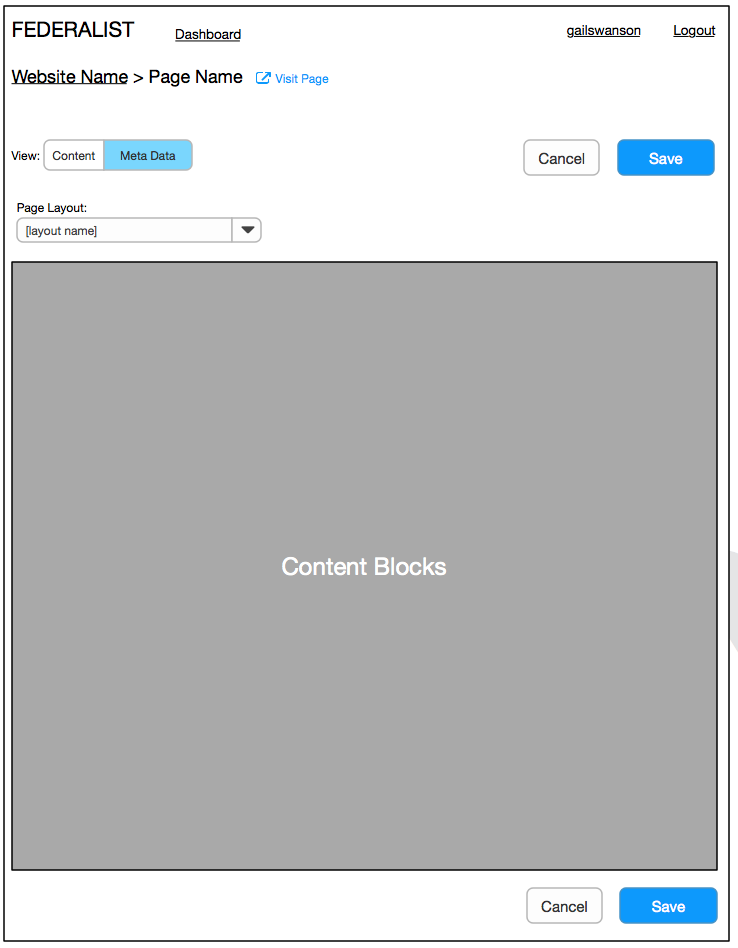 FEDERALIST Dashboard gailswanson Logout
Website Name > Page Name Visit Page
View: Content Meta Data Cancel Save
Page Layout:
[layout name]
Content Blocks
Cancel Save